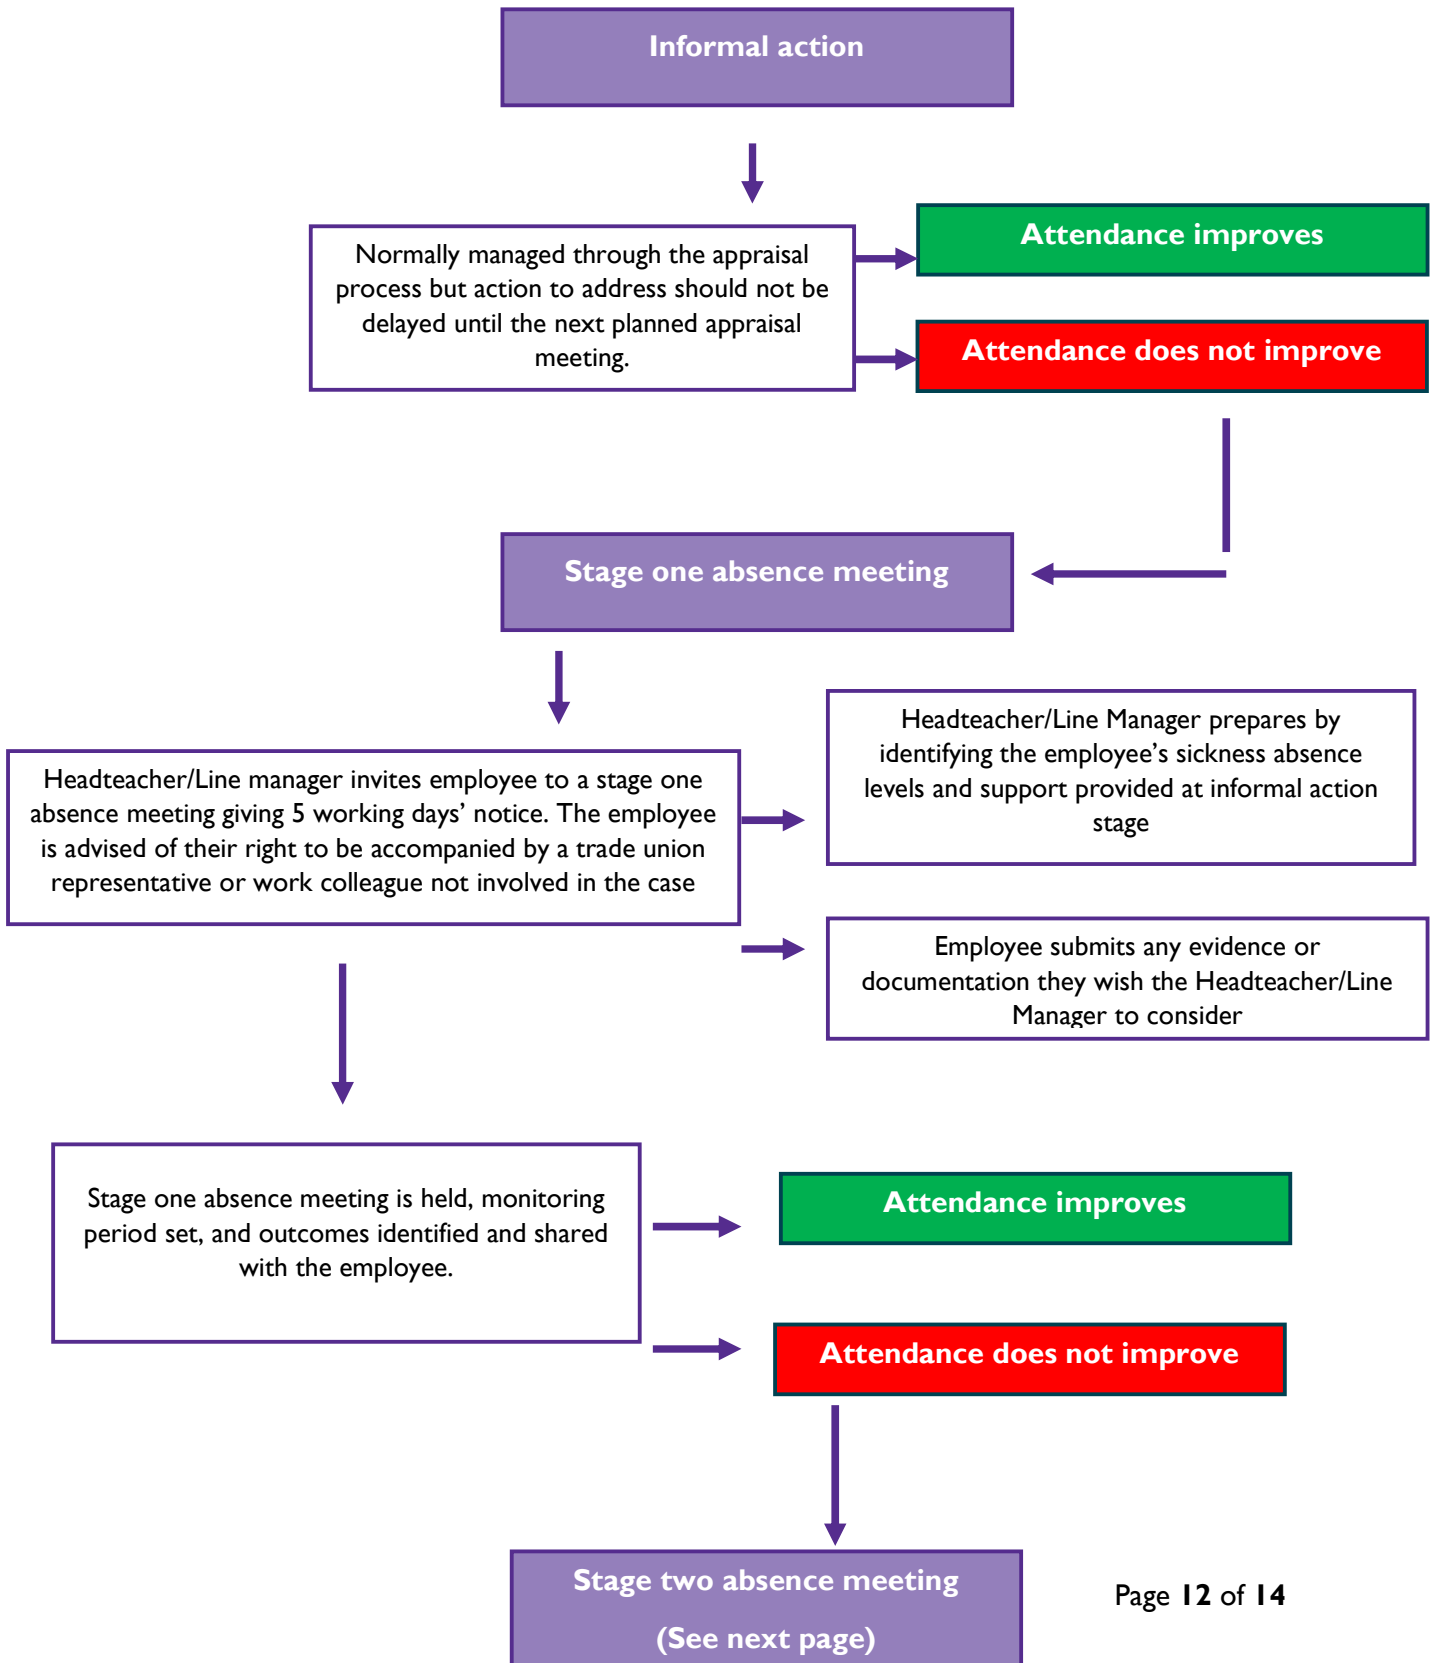 Informal action
Normally managed through the appraisal
process but action to address should not be
delayed until the next planned appraisal
meeting.
Attendance improves
Attendance does not improve
Stage one absence meeting
Headteacher/Line manager invites employee to a stage one
absence meeting giving 5 working days’ notice. The employee
is advised of their right to be accompanied by a trade union
representative or work colleague not involved in the case
Headteacher/Line Manager prepares by
identifying the employee’s sickness absence
levels and support provided at informal action
stage
Employee submits any evidence or
documentation they wish the Headteacher/Line
Manager to consider
Stage one absence meeting is held, monitoring
period set, and outcomes identified and shared
with the employee.
Attendance improves
Attendance does not improve
Stage two absence meeting
(See next page)
Page 12 of 14